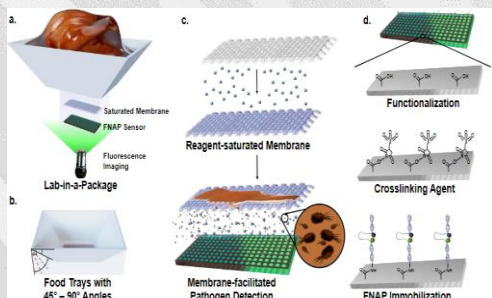 a.
Saturated Membrane
FNAP Sensor
Fluorescence
Imaging
Lab-in-a-Package
b.
Food Trays with
45° – 90° Angles
c.
Reagent-saturated Membrane
Membrane-facilitated
Pathogen Detection
d.
Functionalization
Crosslinking Agent
FNAP Immobilization